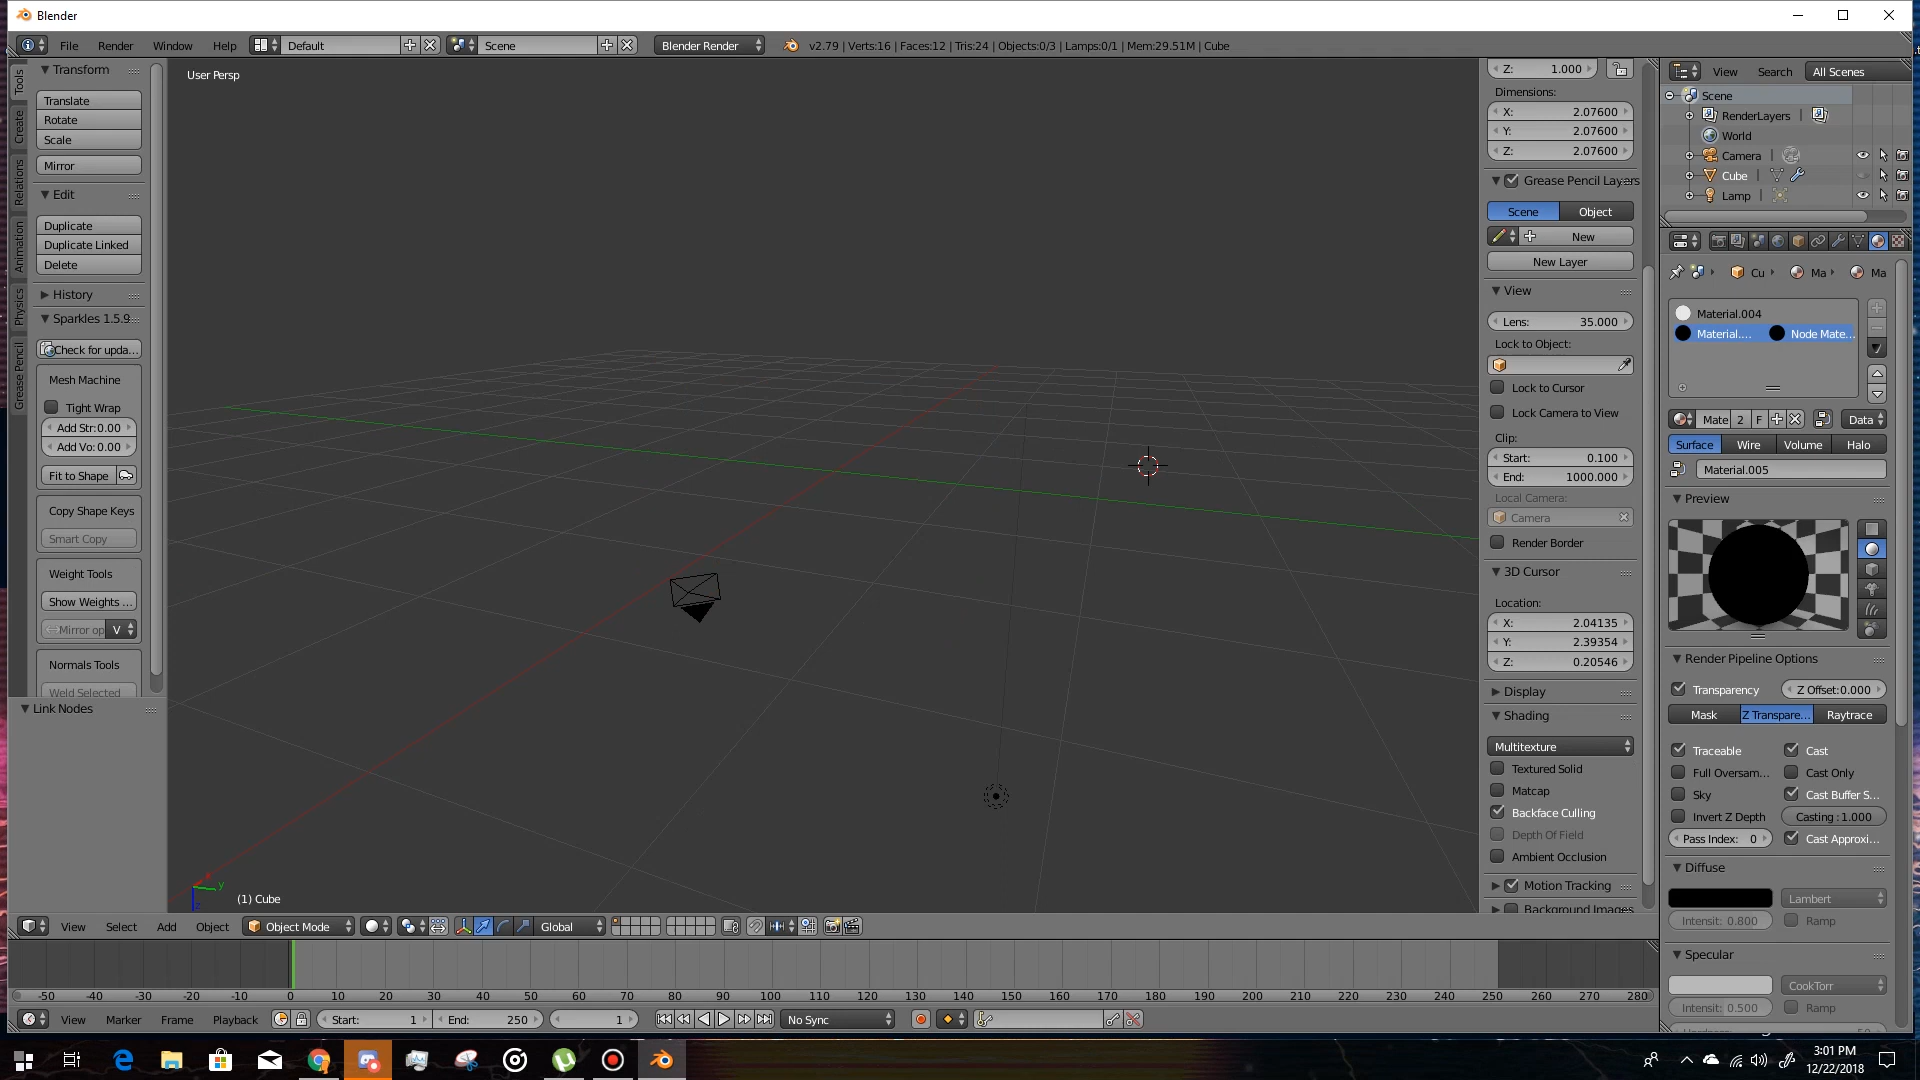 Blender
File Render Window Help Default Scene Blender Render v2.79 | Verts:16 | Faces:12 | Tris:24 | Objects:0/3 | Lamps:0/1 | Mem:29.51M | Cube
Tools
Create
Relations
Animation
Physics
Grease Pencil
Transform
Translate
Rotate
Scale
Mirror
Edit
Duplicate
Duplicate Linked
Delete
History
Sparkles 1.5.9
Check for upda...
Mesh Machine
Tight Wrap
Add Str:0.00
Add Vo:0.00
Fit to Shape
Copy Shape Keys
Smart Copy
Weight Tools
Show Weights ...
Mirror op V
Normals Tools
Weld Selected
Link Nodes
User Persp
y
z
(1) Cube
Z: 1.000
Dimensions:
X: 2.07600
Y: 2.07600
Z: 2.07600
Grease Pencil Layers
Scene Object
New
New Layer
View
Lens: 35.000
Lock to Object:
Lock to Cursor
Lock Camera to View
Clip:
Start: 0.100
End: 1000.000
Local Camera:
Camera
Render Border
3D Cursor
Location:
X: 2.04135
Y: 2.39354
Z: 0.20546
Display
Shading
Multitexture
Textured Solid
Matcap
Backface Culling
Depth Of Field
Ambient Occlusion
Motion Tracking
Background Images
View Search All Scenes
Scene
RenderLayers |
World
Camera |
Cube |
Lamp |
Cu Ma Ma
Material.004
Material.... Node Mate...
Mate 2 F Data
Surface Wire Volume Halo
Material.005
Preview
Render Pipeline Options
Transparency Z Offset:0.000
Mask Z Transpare... Raytrace
Traceable Cast
Full Oversam... Cast Only
Sky Cast Buffer S...
Invert Z Depth Casting : 1.000
Pass Index: 0 Cast Approxi...
Diffuse
Lambert
Intensit: 0.800 Ramp
Specular
CookTorr
Intensit: 0.500 Ramp
View Select Add Object Object Mode Global
-50 -40 -30 -20 -10 0 10 20 30 40 50 60 70 80 90 100 110 120 130 140 150 160 170 180 190 200 210 220 230 240 250 260 270 280
View Marker Frame Playback Start: 1 End: 250 1 No Sync
3:01 PM
12/22/2018